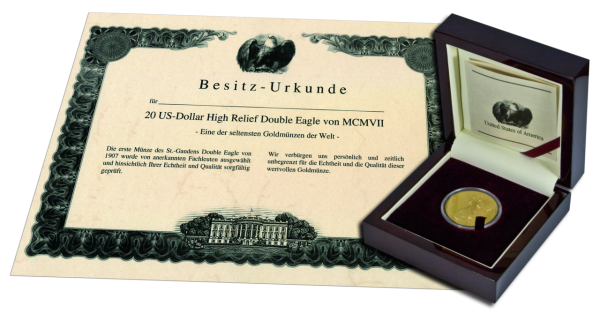 Besitz-Urkunde
für
20 US-Dollar High Relief Double Eagle von MCMVII
- Eine der seltensten Goldmünzen der Welt -
Die erste Münze des St.-Gaudens Double Eagle von
1907 wurde von anerkannten Fachleuten ausgewählt
und hinsichtlich Ihrer Echtheit und Qualität sorgfältig
geprüft.
Wir verbürgen uns persönlich und zeitlich
unbegrenzt für die Echtheit und die Qualität dieser
wertvollen Goldmünze.
United States of America